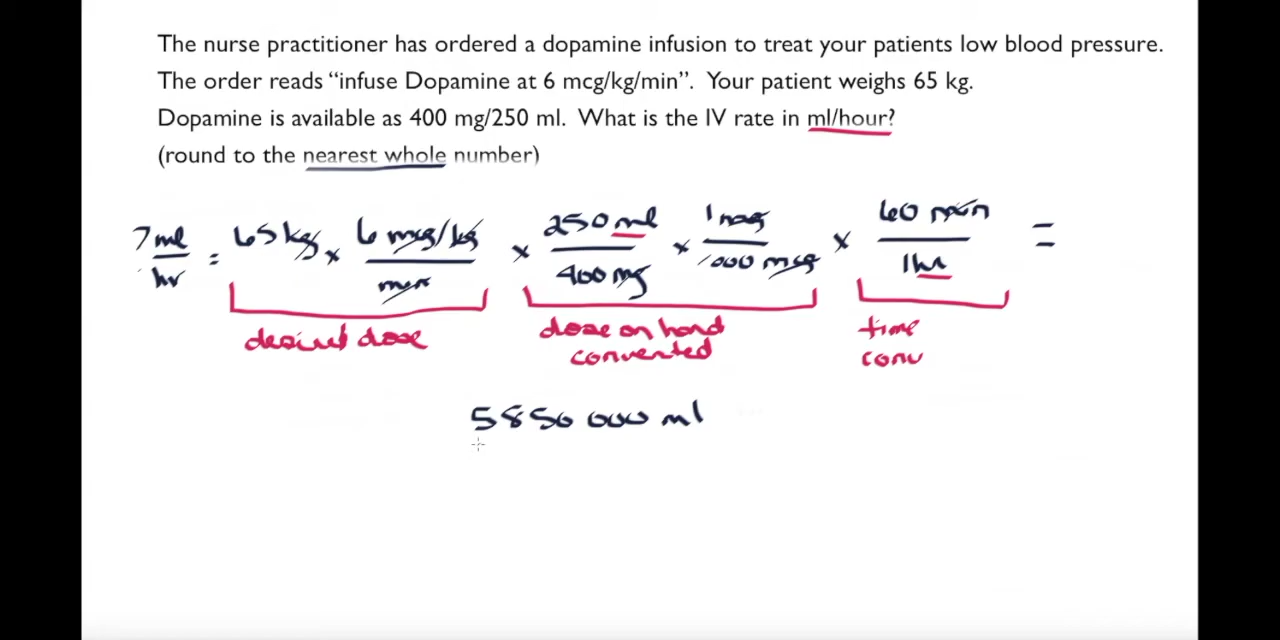 The nurse practitioner has ordered a dopamine infusion to treat your patients low blood pressure.
The order reads “infuse Dopamine at 6 mcg/kg/min”. Your patient weighs 65 kg.
Dopamine is available as 400 mg/250 ml. What is the IV rate in ml/hour?
(round to the nearest whole number)
? ml/hr = 65 kg x 6 mcg/kg/min x 250 ml/400 mg x 1 mg/1000 mcg x 60 min/1 hr =
desired dose
dose on hand converted
time conv
5850 000 ml